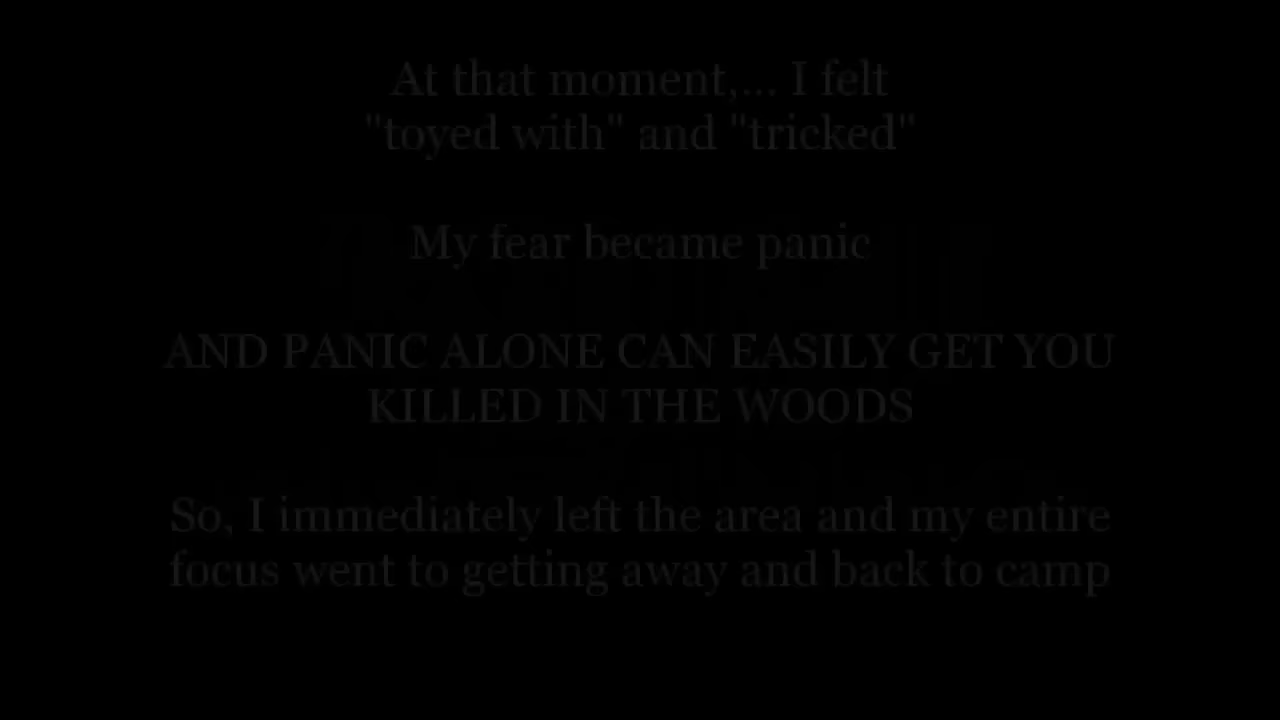 At that moment,... I felt
"toyed with" and "tricked"
My fear became panic
AND PANIC ALONE CAN EASILY GET YOU
KILLED IN THE WOODS
So, I immediately left the area and my entire
focus went to getting away and back to camp